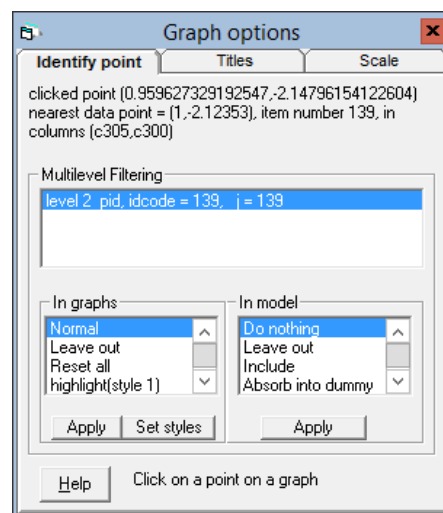 Graph options
Identify point Titles Scale
clicked point (0.959627329192547,-2.14796154122604)
nearest data point = (1,-2.12353), item number 139, in
columns (c305,c300)
Multilevel Filtering
level 2 pid, idcode = 139, j = 139
In graphs
Normal
Leave out
Reset all
highlight(style 1)
Apply Set styles
In model
Do nothing
Leave out
Include
Absorb into dummy
Apply
Help Click on a point on a graph